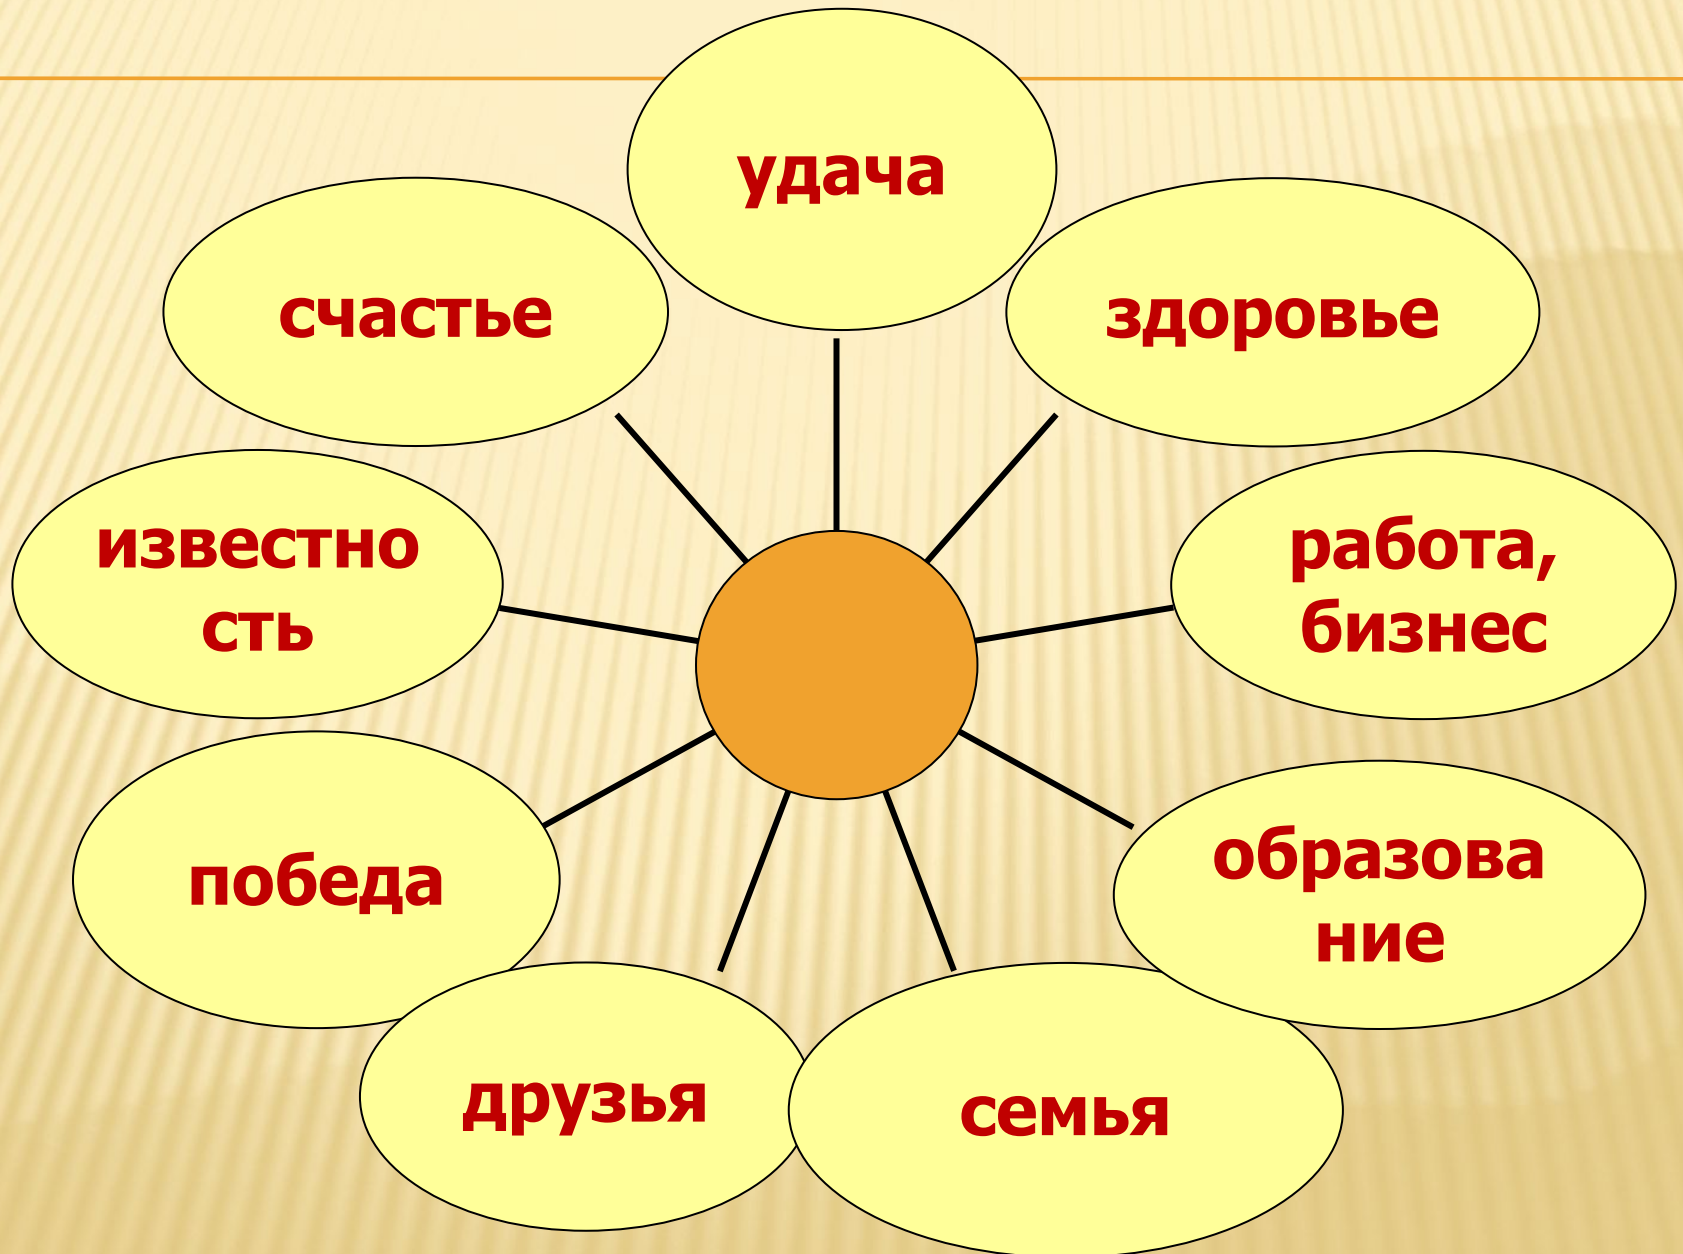 удача
счастье
здоровье
известно
сть
работа,
бизнес
победа
образова
ние
друзья
семья